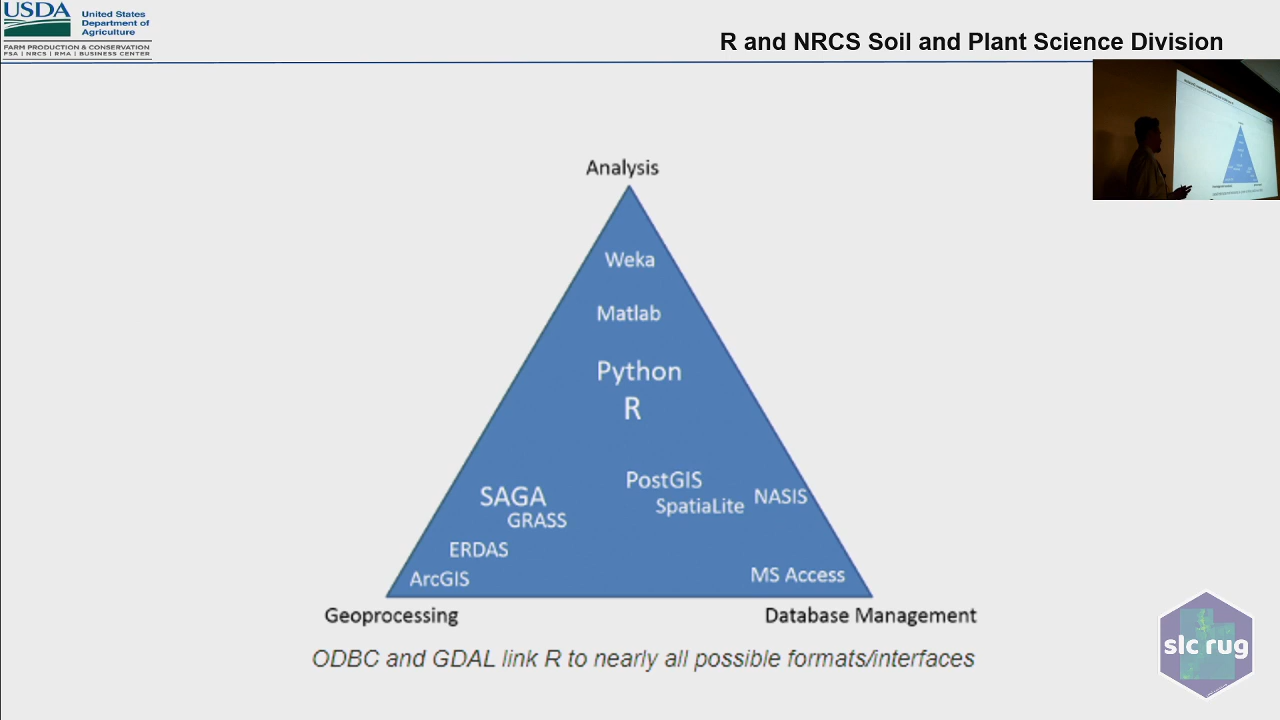 USDA
United States
Department of
Agriculture
FARM PRODUCTION & CONSERVATION
FSA | NRCS | RMA | BUSINESS CENTER
R and NRCS Soil and Plant Science Division
Analysis
Weka
Matlab
Python
R
PostGIS
SAGA
SpatiaLite
NASIS
GRASS
ERDAS
ArcGIS
MS Access
Geoprocessing
Database Management
ODBC and GDAL link R to nearly all possible formats/interfaces
slc rug